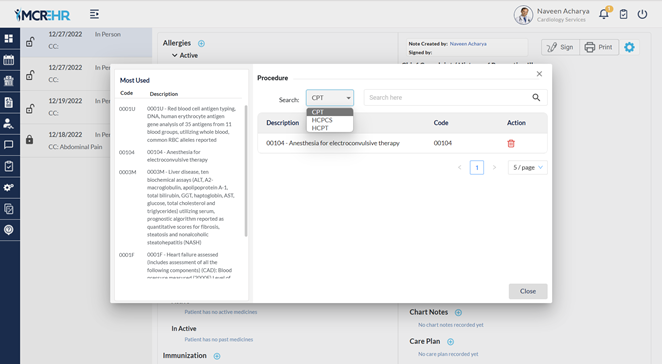 MCREHR
Naveen Acharya
Cardiology Services
12/27/2022 In Person
CC:
12/27/2022 In Person
CC:
12/19/2022 In Pers
CC:
12/18/2022 In Pers
CC: Abdominal Pain
Allergies
Active
Note Created by: Naveen Acharya
Signed by:
Sign
Print
Most Used
Code Description
0001U 0001U - Red blood cell antigen typing,
DNA, human erythrocyte antigen
gene analysis of 35 antigens from 11
blood groups, utilizing whole blood,
common RBC alleles reported
00104 00104 - Anesthesia for
electroconvulsive therapy
0003M 0003M - Liver disease, ten
biochemical assays (ALT, A2-
macroglobulin, apolipoprotein A-1,
total bilirubin, GGT, haptoglobin, AST,
glucose, total cholesterol and
triglycerides) utilizing serum,
prognostic algorithm reported as
quantitative scores for fibrosis,
steatosis and nonalcoholic
steatohepatitis (NASH)
0001F 0001F - Heart failure assessed
(includes assessment of all the
following components) (CAD): Blood
Procedure
Search: CPT Search here
CPT
HCPCS
HCPT
Description Code Action
00104 - Anesthesia for electroconvulsive therapy 00104
1
5 / page
Close
Patient has no active medicines
In Active
Patient has no past medicines
Immunization
Chart Notes
No chart notes recorded yet
Care Plan
No care plan recorded yet